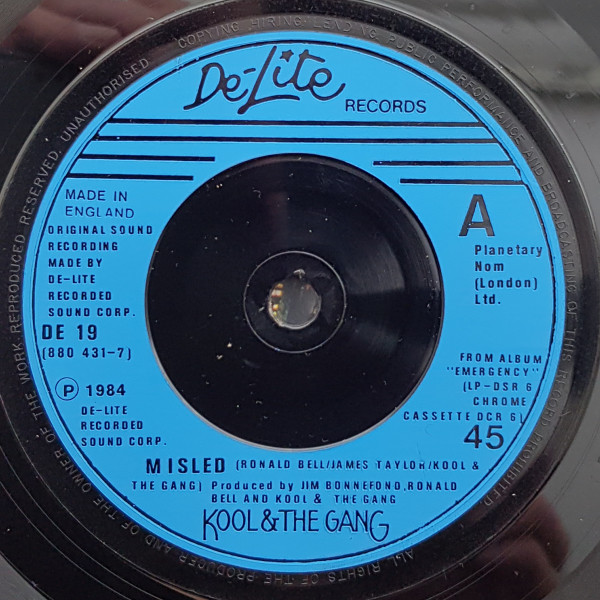 De-Lite
RECORDS
MADE IN
ENGLAND
ORIGINAL SOUND
RECORDING
MADE BY
DE-LITE
RECORDED
SOUND CORP.
DE 19
(880 431-7)
Ⓟ 1984
DE-LITE
RECORDED
SOUND CORP.
A
Planetary
Nom
(London)
Ltd.
FROM ALBUM
"EMERGENCY"
(LP-DSR 6
CHROME
CASSETTE DCR 6)
45
MISLED (RONALD BELL/JAMES TAYLOR/KOOL &
THE GANG) Produced by JIM BONNEFOND, RONALD
BELL AND KOOL & THE GANG
KOOL & THE GANG
ALL RIGHTS OF THE PRODUCER AND OF THE OWNER OF THE WORK REPRODUCED RESERVED. UNAUTHORISED COPYING HIRING LENDING PUBLIC PERFORMANCE AND BROADCASTING OF THIS RECORD PROHIBITED